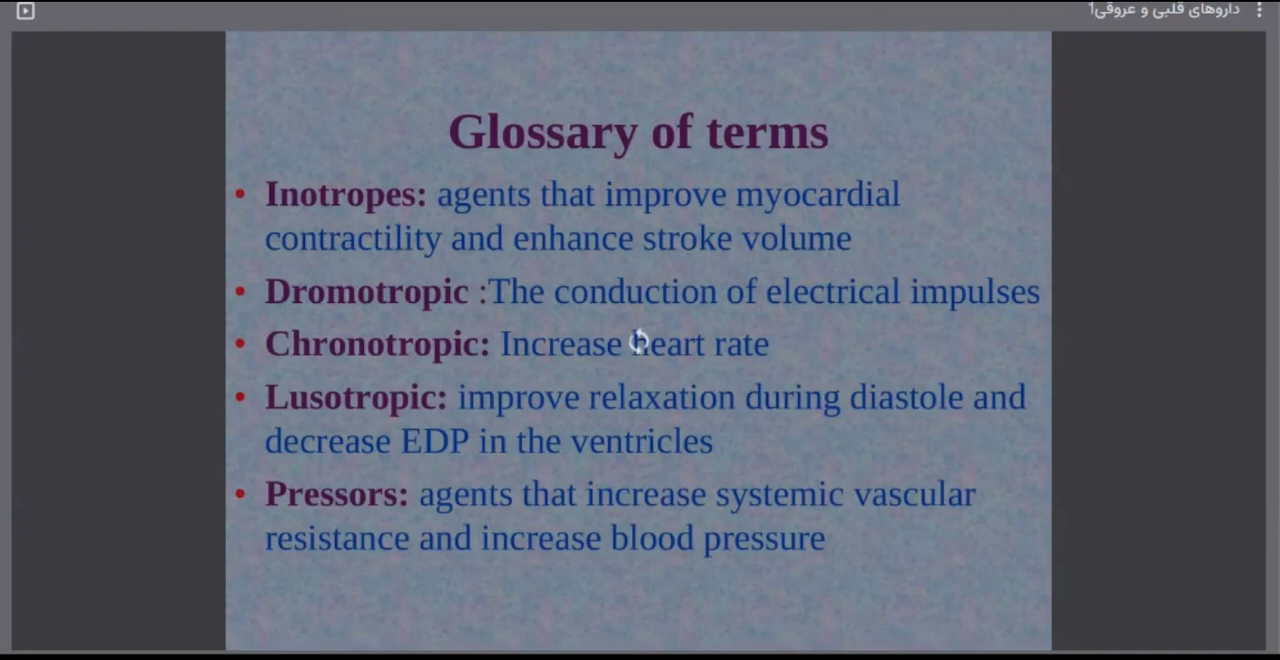 داروهای قلبی و عروقی1
Glossary of terms
• Inotropes: agents that improve myocardial
contractility and enhance stroke volume
• Dromotropic :The conduction of electrical impulses
• Chronotropic: Increase heart rate
• Lusotropic: improve relaxation during diastole and
decrease EDP in the ventricles
• Pressors: agents that increase systemic vascular
resistance and increase blood pressure